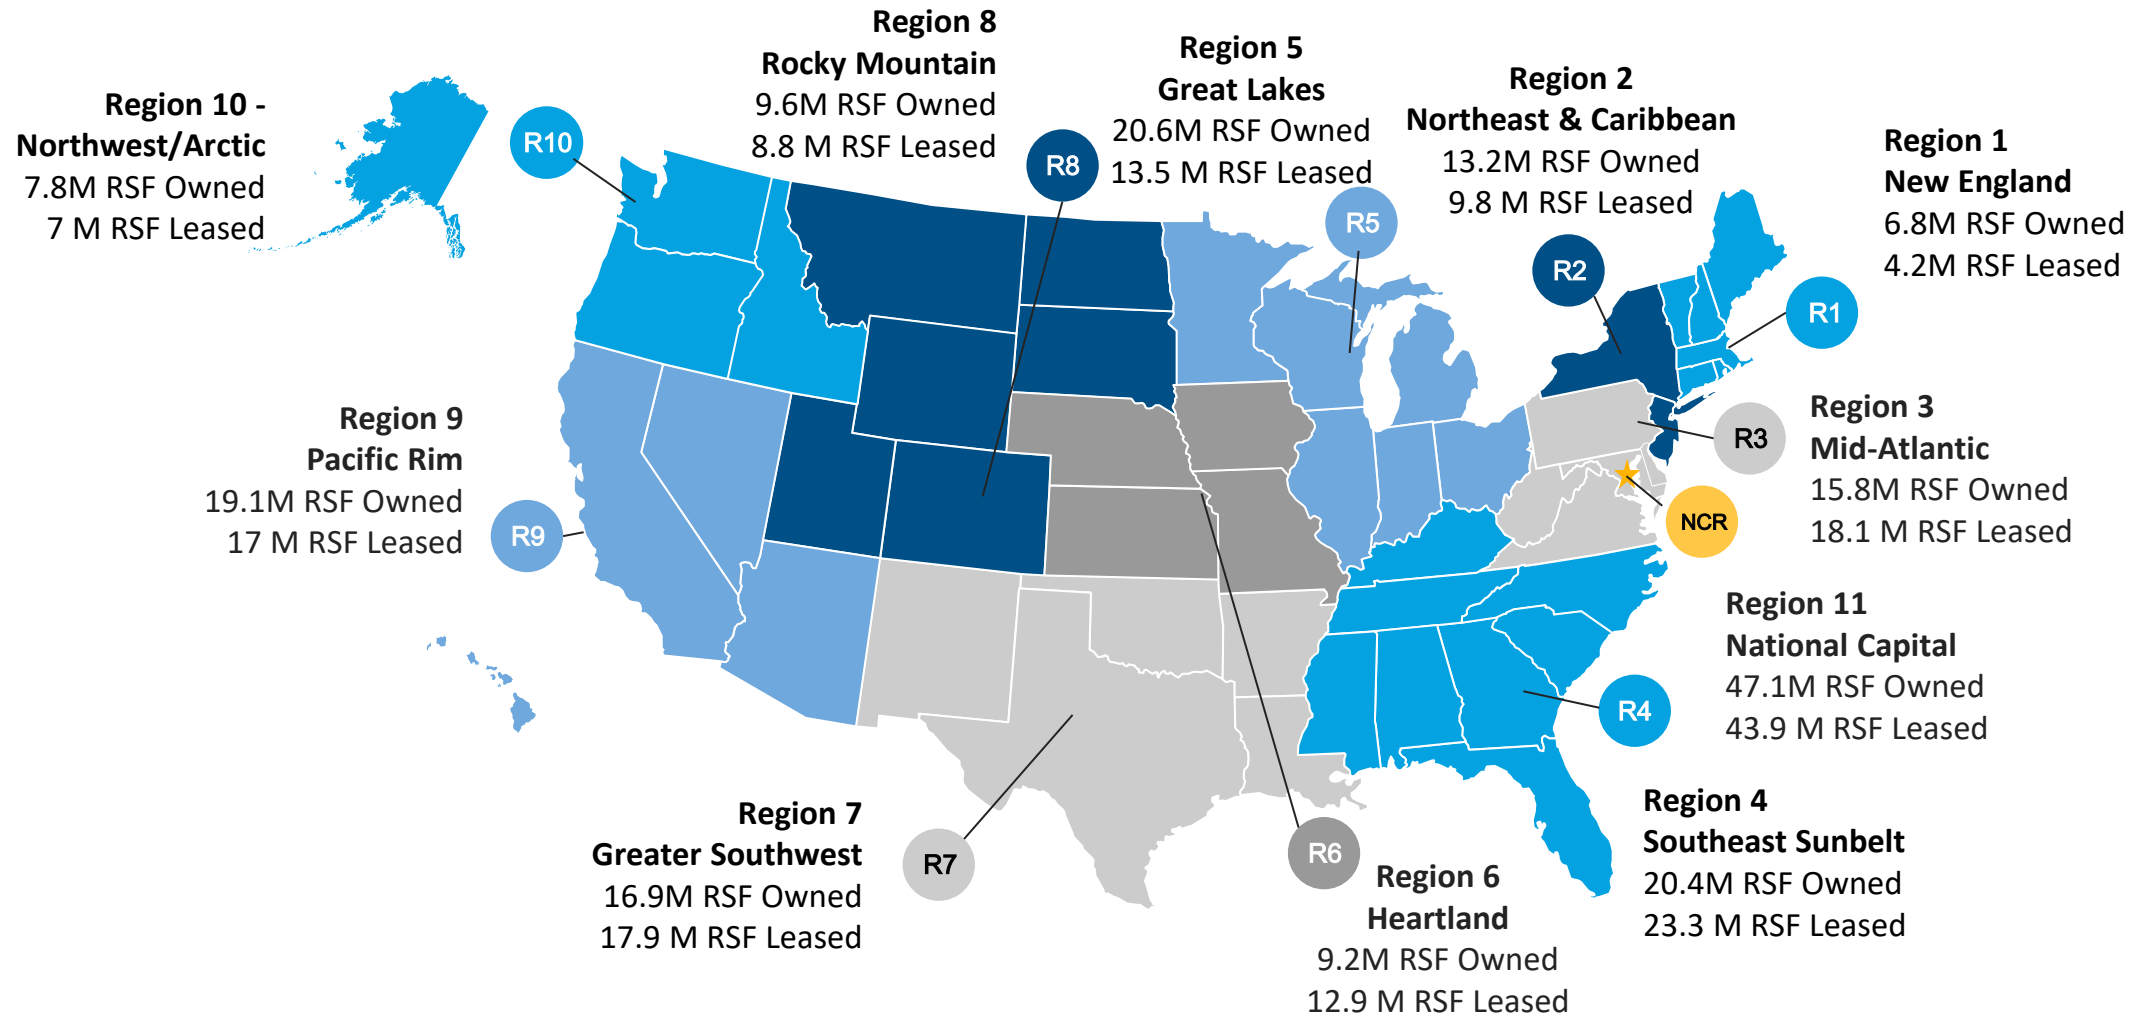 Region 8
Rocky Mountain
9.6M RSF Owned
8.8 M RSF Leased
Region 5
Great Lakes
20.6M RSF Owned
13.5 M RSF Leased
Region 2
Northeast & Caribbean
13.2M RSF Owned
9.8 M RSF Leased
Region 10 -
Northwest/Arctic
7.8M RSF Owned
7 M RSF Leased
Region 1
New England
6.8M RSF Owned
4.2M RSF Leased
R10
R8
R5
R2
R1
Region 9
Pacific Rim
19.1M RSF Owned
17 M RSF Leased
R9
R3
Region 3
Mid-Atlantic
15.8M RSF Owned
18.1 M RSF Leased
NCR
Region 11
National Capital
47.1M RSF Owned
43.9 M RSF Leased
R4
Region 7
Greater Southwest
16.9M RSF Owned
17.9 M RSF Leased
R7
R6
Region 6
Heartland
9.2M RSF Owned
12.9 M RSF Leased
Region 4
Southeast Sunbelt
20.4M RSF Owned
23.3 M RSF Leased